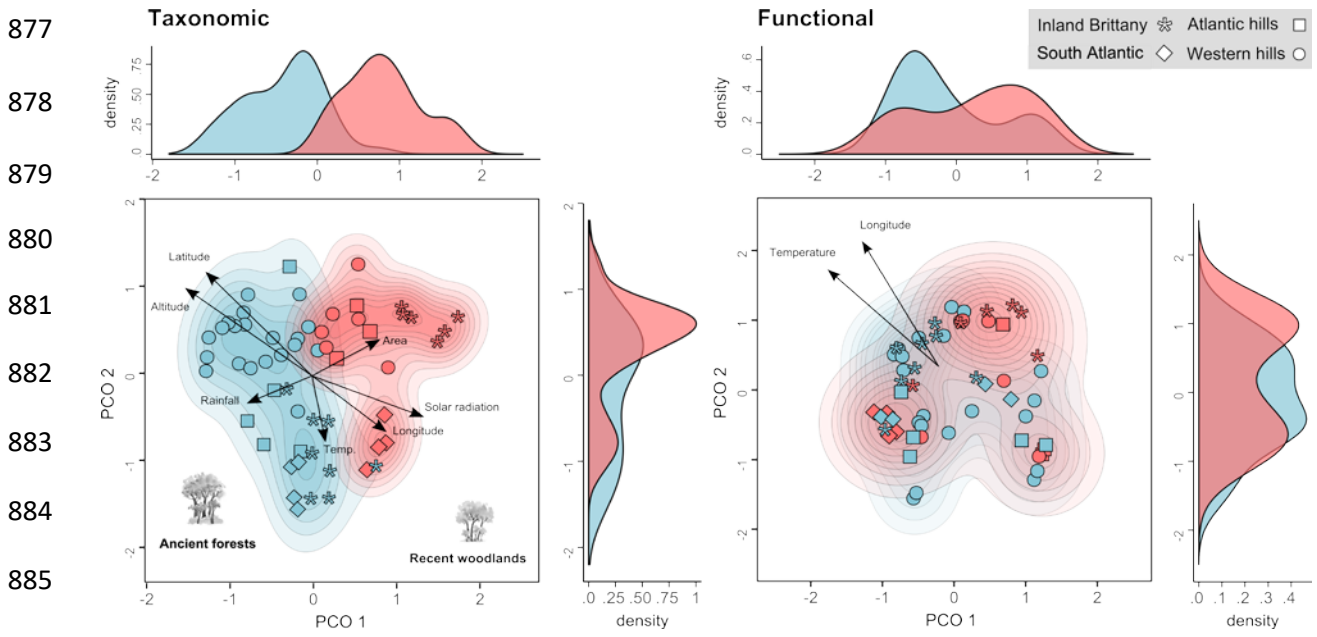 877
878
879
880
881
882
883
884
885
Taxonomic
density
0 25 50 75
-2 -1 0 1 2
Latitude
Altitude
Rainfall
Area
Solar radiation
Longitude
Temp.
Ancient forests
Recent woodlands
PCO 2
2 1 0 -1 -2
-2 -1 0 1 2
PCO 1
2 1 0 -1 -2
.0 .25 .50 .75 1
density
Functional
Inland Brittany Atlantic hills
South Atlantic Western hills
density
0 2 4 .6
-2 -1 0 1 2
Longitude
Temperature
PCO 2
2 1 0 -1 -2
-2 -1 0 1 2
PCO 1
2 1 0 -1 -2
.0 .1 .2 .3 .4
density